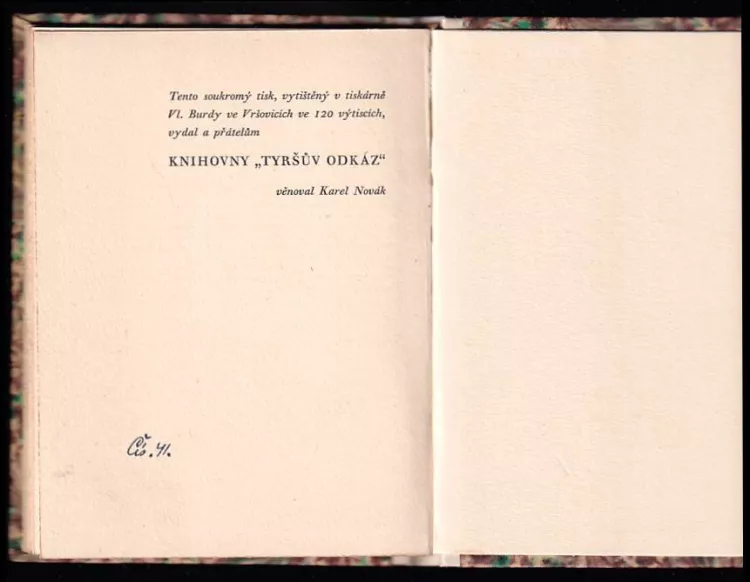 Tento soukromý tisk, vytištěný v tiskárně
Vl. Burdy ve Vršovicích ve 120 výtiscích,
vydal a přátelům
KNIHOVNY „TYRŠŮV ODKÁZ“
věnoval Karel Novák
Čís. 41.